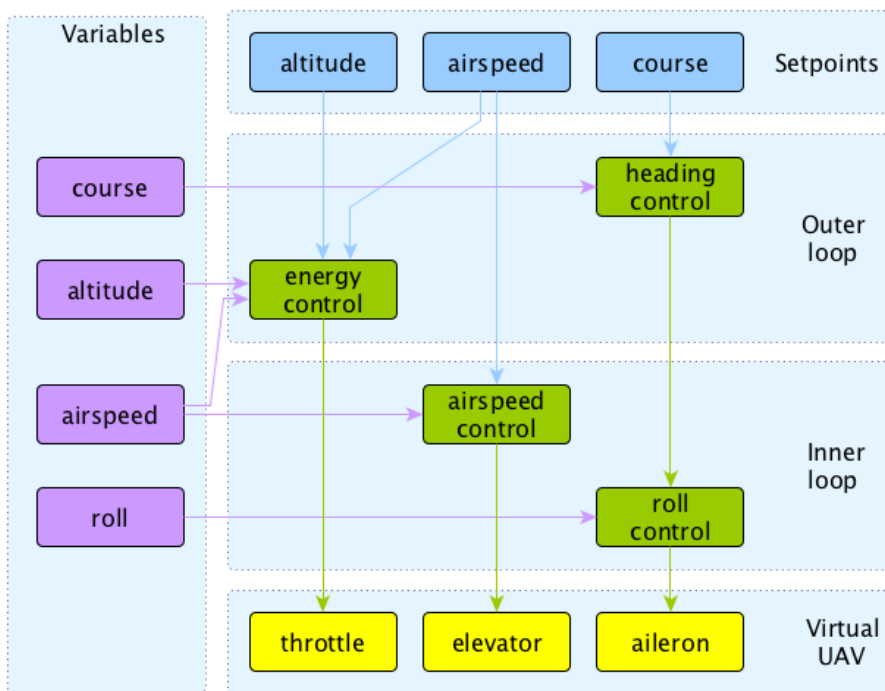 Variables
altitude
airspeed
course
Setpoints
course
heading
control
Outer
loop
altitude
energy
control
airspeed
airspeed
control
Inner
loop
roll
roll
control
throttle
elevator
aileron
Virtual
UAV